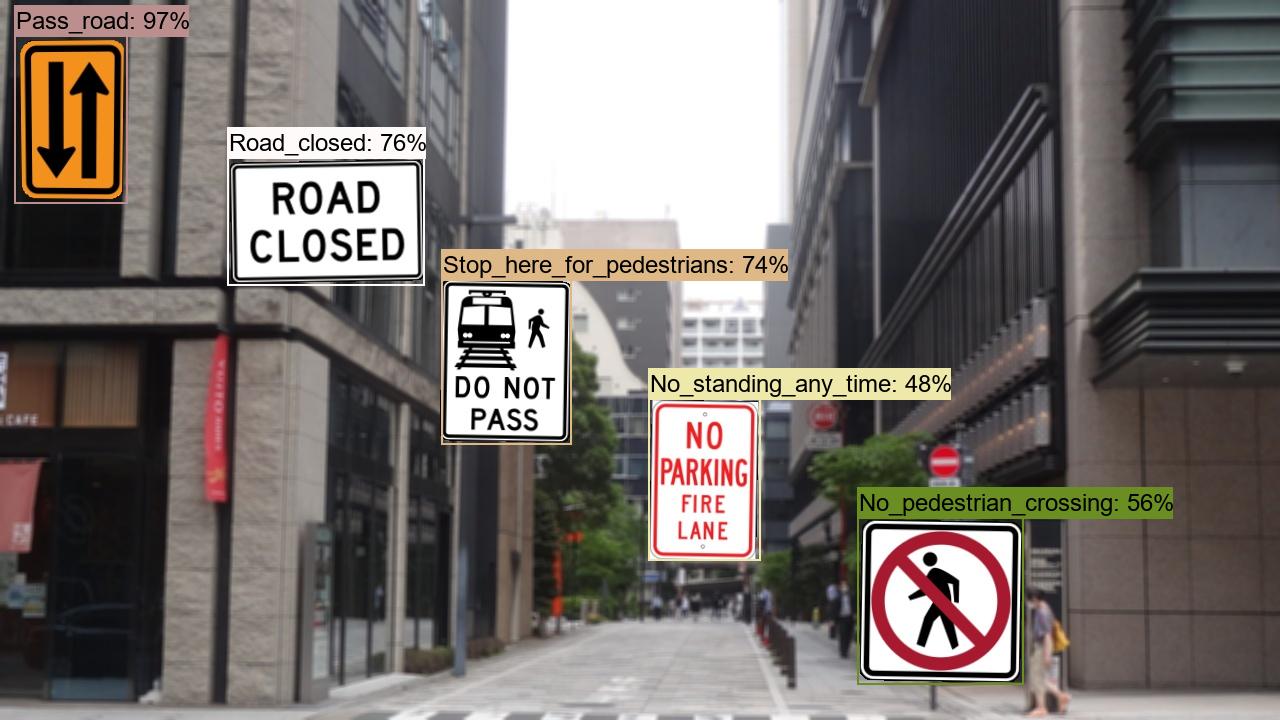 Pass_road: 97%
Road_closed: 76%
ROAD
CLOSED
Stop_here_for_pedestrians: 74%
DO NOT
PASS
No_standing_any_time: 48%
NO
PARKING
FIRE
LANE
No_pedestrian_crossing: 56%
CAFE